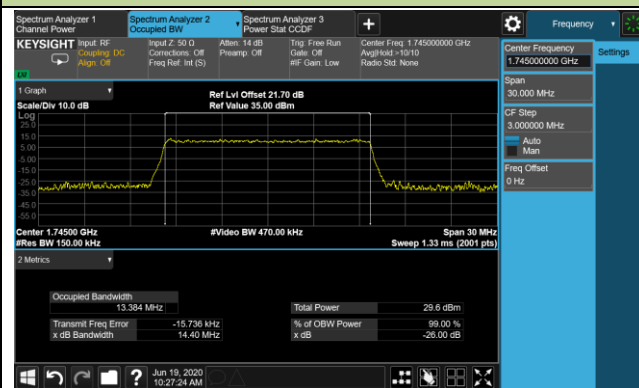 Spectrum Analyzer 1
Channel Power
Spectrum Analyzer 2
Occupied BW
Spectrum Analyzer 3
Power Stat CCDF
+
Frequency
KEYSIGHT
Input: RF
Coupling: DC
Align: Off
Input Z: 50 Ω
Corrections: Off
Freq Ref: Int (S)
Atten: 14 dB
Preamp: Off
Trig: Free Run
Gate: Off
#IF Gain: Low
Center Freq: 1.745000000 GHz
Avg|Hold:>10/10
Radio Std: None
Center Frequency
1.745000000 GHz
Settings
Span
30.000 MHz
CF Step
3.000000 MHz
Auto
Man
Freq Offset
0 Hz
1 Graph
Scale/Div 10.0 dB
Ref Lvl Offset 21.70 dB
Ref Value 35.00 dBm
Log
25.0
15.0
5.00
-5.00
-15.0
-25.0
-35.0
-45.0
-55.0
Center 1.74500 GHz
#Res BW 150.00 kHz
#Video BW 470.00 kHz
Span 30 MHz
Sweep 1.33 ms (2001 pts)
2 Metrics
Occupied Bandwidth
13.384 MHz
Total Power 29.6 dBm
Transmit Freq Error -15.736 kHz
% of OBW Power 99.00 %
x dB Bandwidth 14.40 MHz
x dB -26.00 dB
?
Jun 19, 2020
10:27:24 AM